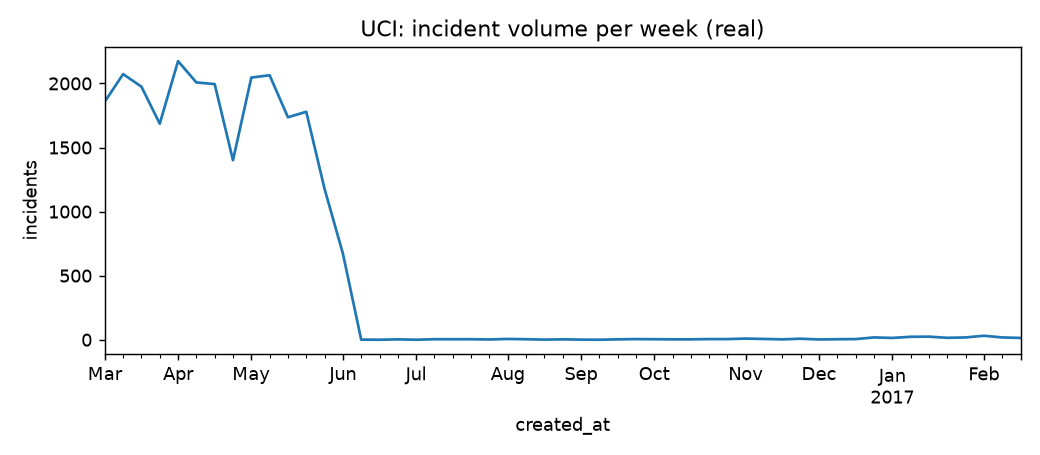 UCI: incident volume per week (real)
incidents
2000
1500
1000
500
0
Mar Apr May Jun Jul Aug Sep Oct Nov Dec Jan Feb
2017
created_at